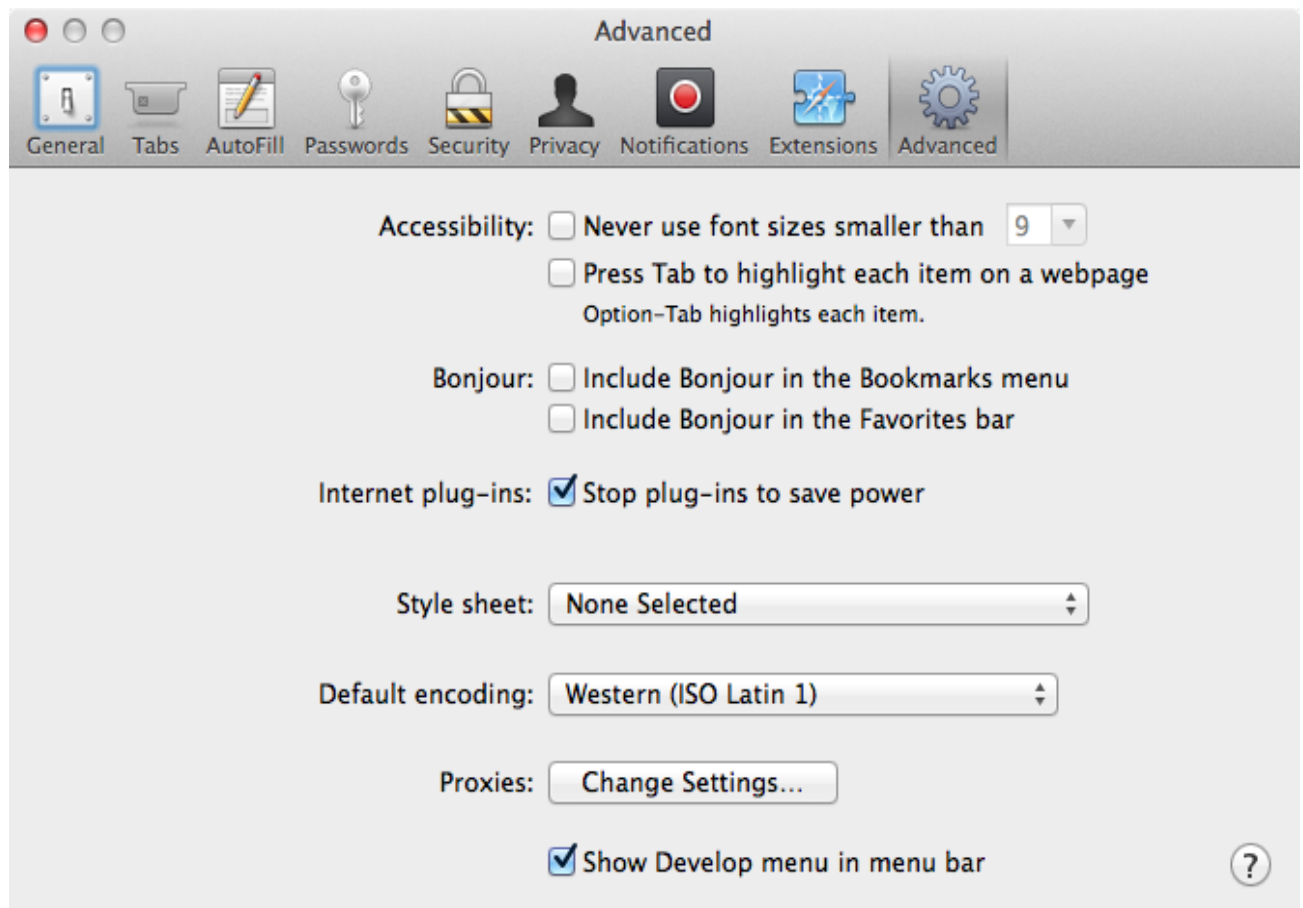 Advanced
General Tabs AutoFill Passwords Security Privacy Notifications Extensions Advanced
Accessibility: Never use font sizes smaller than 9
Press Tab to highlight each item on a webpage
Option-Tab highlights each item.
Bonjour: Include Bonjour in the Bookmarks menu
Include Bonjour in the Favorites bar
Internet plug-ins: Stop plug-ins to save power
Style sheet: None Selected
Default encoding: Western (ISO Latin 1)
Proxies: Change Settings...
Show Develop menu in menu bar
?